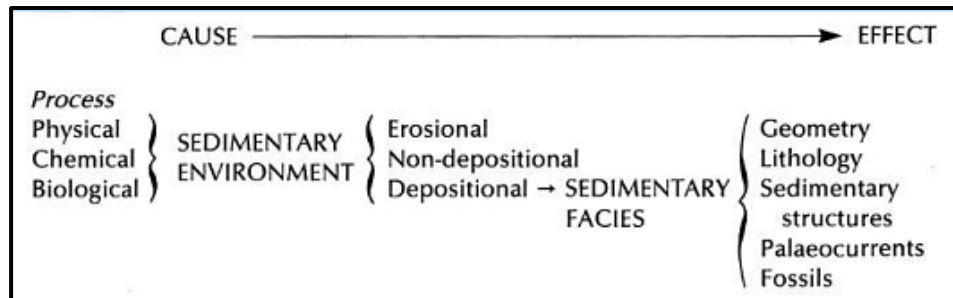 CAUSE → EFFECT
Process
Physical
Chemical
Biological
SEDIMENTARY
ENVIRONMENT
Erosional
Non-depositional
Depositional → SEDIMENTARY
FACIES
Geometry
Lithology
Sedimentary
structures
Palaeocurrents
Fossils